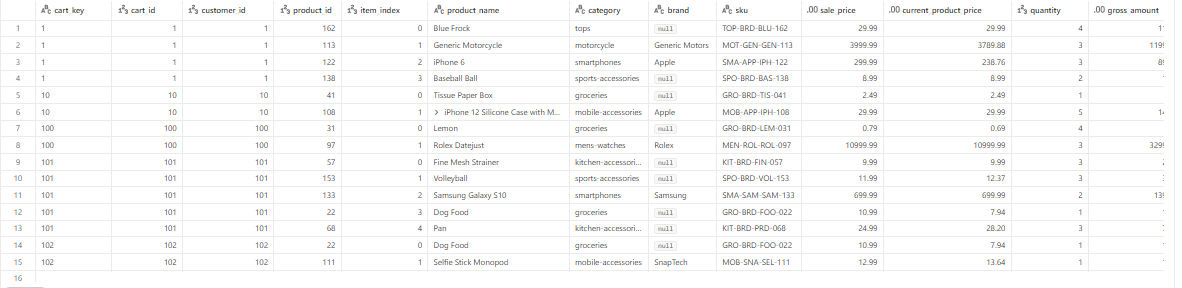 cart_key cart_id customer_id product_id item_index product_name category brand sku .00 sale_price .00 current_product_price quantity .00 gross_amount
1 1 1 1 162 0 Blue Frock tops null TOP-BRD-BLU-162 29.99 29.99 4
2 1 1 1 113 1 Generic Motorcycle motorcycle Generic Motors MOT-GEN-GEN-113 3999.99 3789.88 3
3 1 1 1 122 2 iPhone 6 smartphones Apple SMA-APP-IPH-122 299.99 238.76 3
4 1 1 1 138 3 Baseball Ball sports-accessories null SPO-BRD-BAS-138 8.99 8.99 2
5 10 10 10 41 0 Tissue Paper Box groceries null GRO-BRD-TIS-041 2.49 2.49 1
6 10 10 10 108 1 > iPhone 12 Silicone Case with M... mobile-accessories Apple MOB-APP-IPH-108 29.99 29.99 5
7 100 100 100 31 0 Lemon groceries null GRO-BRD-LEM-031 0.79 0.69 4
8 100 100 100 97 1 Rolex Datejust mens-watches Rolex MEN-ROL-ROL-097 10999.99 10999.99 3
9 101 101 101 57 0 Fine Mesh Strainer kitchen-accessori... null KIT-BRD-FIN-057 9.99 9.99 3
10 101 101 101 153 1 Volleyball sports-accessories null SPO-BRD-VOL-153 11.99 12.37 3
11 101 101 101 133 2 Samsung Galaxy S10 smartphones Samsung SMA-SAM-SAM-133 699.99 699.99 2
12 101 101 101 22 3 Dog Food groceries null GRO-BRD-FOO-022 10.99 7.94 1
13 101 101 101 68 4 Pan kitchen-accessori... null KIT-BRD-PRD-068 24.99 28.20 3
14 102 102 102 22 0 Dog Food groceries null GRO-BRD-FOO-022 10.99 7.94 1
15 102 102 102 111 1 Selfie Stick Monopod mobile-accessories SnapTech MOB-SNA-SEL-111 12.99 13.64 1
16